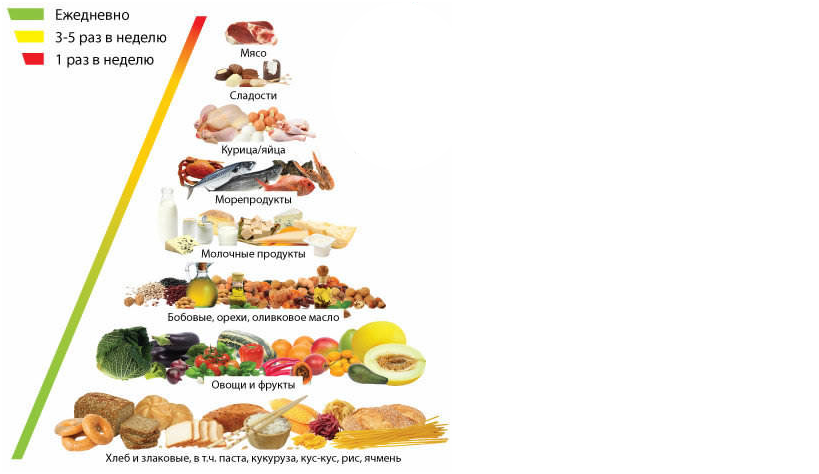 Ежедневно
3-5 раз в неделю
1 раз в неделю
Мясо
Сладости
Курица/яйца
Морепродукты
Молочные продукты
Бобовые, орехи, оливковое масло
Овощи и фрукты
Хлеб и злаковые, в т.ч. паста, кукуруза, кус-кус, рис, ячмень